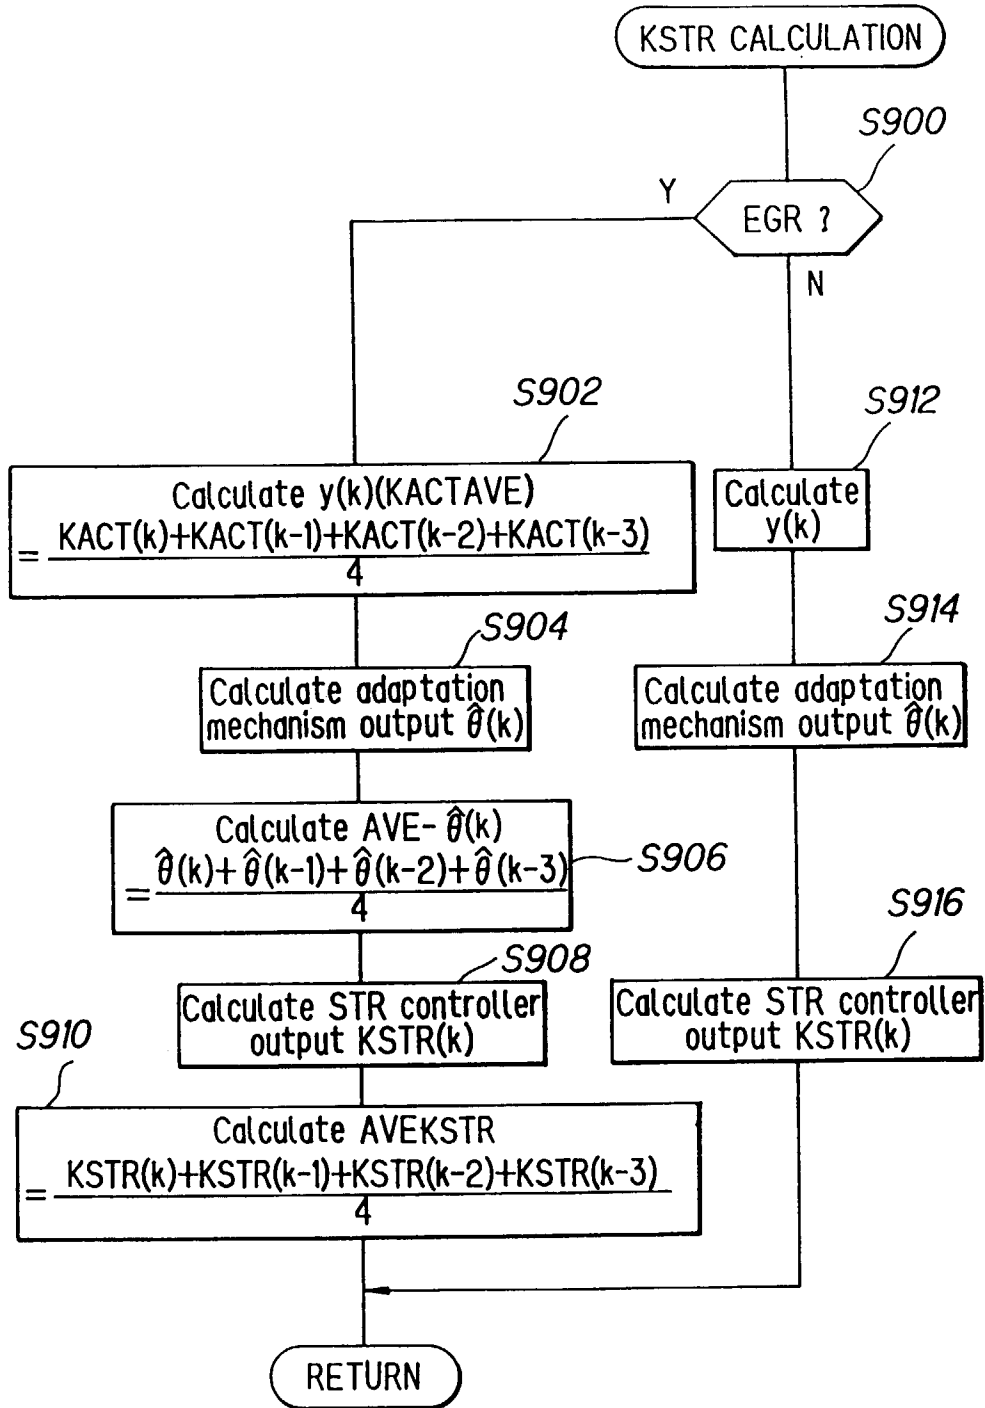 KSTR CALCULATION
S900
EGR ?
Y
N
S902
Calculate y(k)(KACTAVE)
= KACT(k)+KACT(k-1)+KACT(k-2)+KACT(k-3)
4
S904
Calculate adaptation
mechanism output θ̂(k)
Calculate AVE- θ̂(k)
= θ̂(k)+θ̂(k-1)+θ̂(k-2)+θ̂(k-3)
4
S906
S908
Calculate STR controller
output KSTR(k)
S910
Calculate AVEKSTR
= KSTR(k)+KSTR(k-1)+KSTR(k-2)+KSTR(k-3)
4
S912
Calculate
y(k)
S914
Calculate adaptation
mechanism output θ̂(k)
S916
Calculate STR controller
output KSTR(k)
RETURN